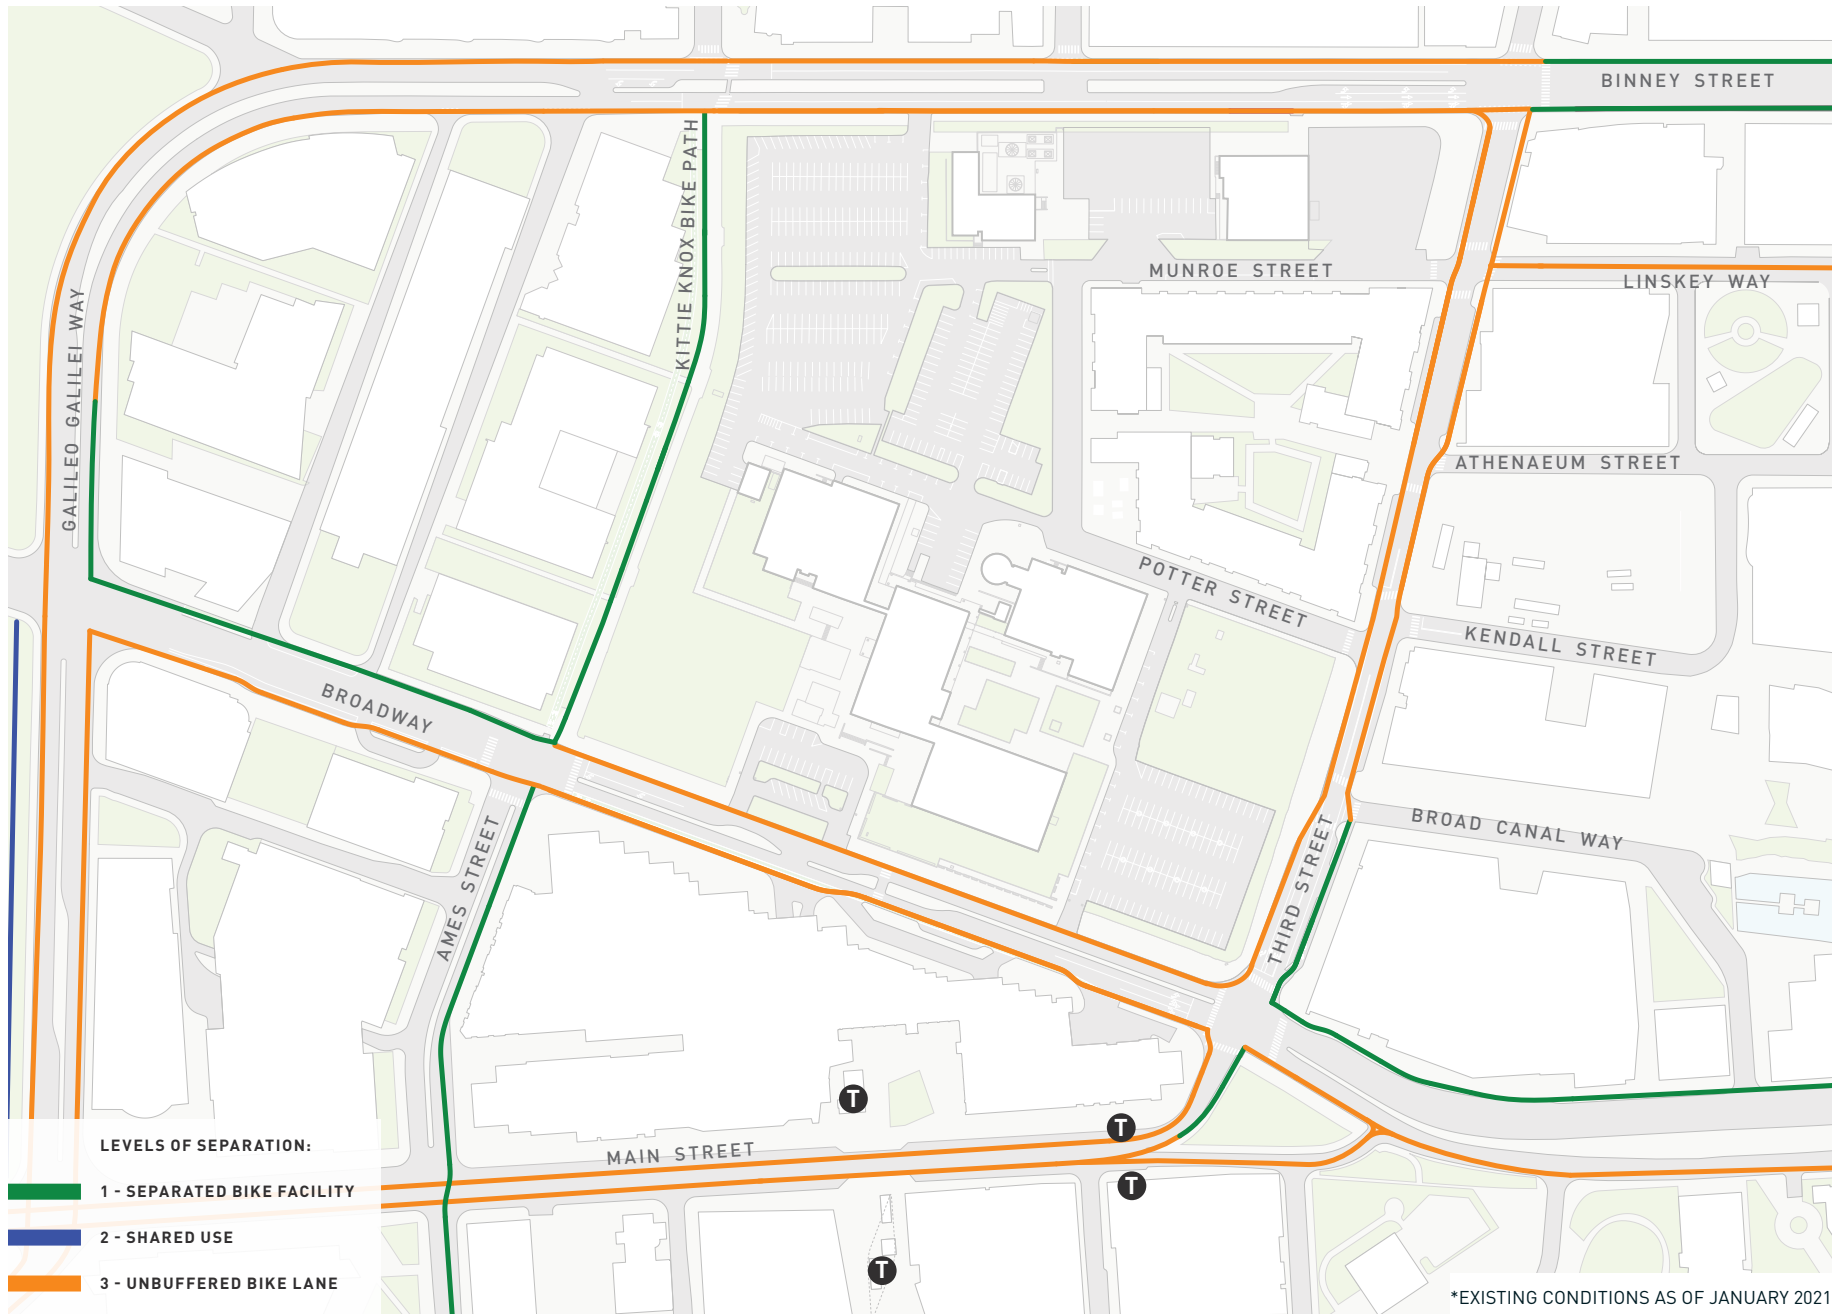 BINNEY STREET
KITTIE KNOX BIKE PATH
MUNROE STREET
LINSKEY WAY
GALILEO GALILEI WAY
ATHENAEUM STREET
POTTER STREET
KENDALL STREET
BROADWAY
BROAD CANAL WAY
AMES STREET
THIRD STREET
T
T
MAIN STREET
T
T
LEVELS OF SEPARATION:
1 - SEPARATED BIKE FACILITY
2 - SHARED USE
3 - UNBUFFERED BIKE LANE
*EXISTING CONDITIONS AS OF JANUARY 2021